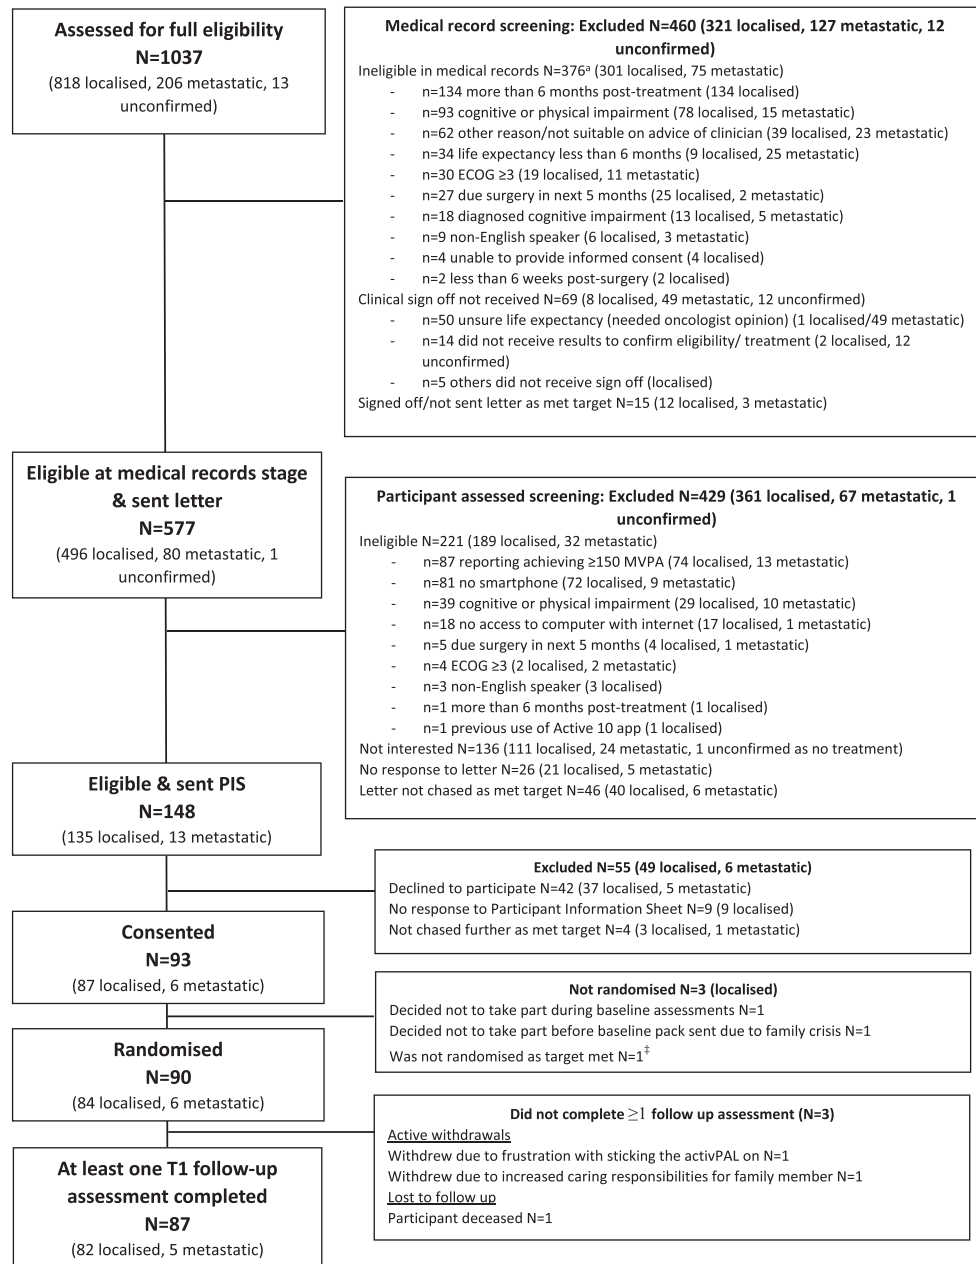 Assessed for full eligibility
N=1037
(818 localised, 206 metastatic, 13
unconfirmed)
Medical record screening: Excluded N=460 (321 localised, 127 metastatic, 12
unconfirmed)
Ineligible in medical records N=376ᵃ (301 localised, 75 metastatic)
- n=134 more than 6 months post-treatment (134 localised)
- n=93 cognitive or physical impairment (78 localised, 15 metastatic)
- n=62 other reason/not suitable on advice of clinician (39 localised, 23 metastatic)
- n=34 life expectancy less than 6 months (9 localised, 25 metastatic)
- n=30 ECOG ≥3 (19 localised, 11 metastatic)
- n=27 due surgery in next 5 months (25 localised, 2 metastatic)
- n=18 diagnosed cognitive impairment (13 localised, 5 metastatic)
- n=9 non-English speaker (6 localised, 3 metastatic)
- n=4 unable to provide informed consent (4 localised)
- n=2 less than 6 weeks post-surgery (2 localised)
Clinical sign off not received N=69 (8 localised, 49 metastatic, 12 unconfirmed)
- n=50 unsure life expectancy (needed oncologist opinion) (1 localised/49 metastatic)
- n=14 did not receive results to confirm eligibility/ treatment (2 localised, 12
unconfirmed)
- n=5 others did not receive sign off (localised)
Signed off/not sent letter as met target N=15 (12 localised, 3 metastatic)
Eligible at medical records stage
& sent letter
N=577
(496 localised, 80 metastatic, 1
unconfirmed)
Participant assessed screening: Excluded N=429 (361 localised, 67 metastatic, 1
unconfirmed)
Ineligible N=221 (189 localised, 32 metastatic)
- n=87 reporting achieving ≥150 MVPA (74 localised, 13 metastatic)
- n=81 no smartphone (72 localised, 9 metastatic)
- n=39 cognitive or physical impairment (29 localised, 10 metastatic)
- n=18 no access to computer with internet (17 localised, 1 metastatic)
- n=5 due surgery in next 5 months (4 localised, 1 metastatic)
- n=4 ECOG ≥3 (2 localised, 2 metastatic)
- n=3 non-English speaker (3 localised)
- n=1 more than 6 months post-treatment (1 localised)
- n=1 previous use of Active 10 app (1 localised)
Not interested N=136 (111 localised, 24 metastatic, 1 unconfirmed as no treatment)
No response to letter N=26 (21 localised, 5 metastatic)
Letter not chased as met target N=46 (40 localised, 6 metastatic)
Eligible & sent PIS
N=148
(135 localised, 13 metastatic)
Excluded N=55 (49 localised, 6 metastatic)
Declined to participate N=42 (37 localised, 5 metastatic)
No response to Participant Information Sheet N=9 (9 localised)
Not chased further as met target N=4 (3 localised, 1 metastatic)
Consented
N=93
(87 localised, 6 metastatic)
Not randomised N=3 (localised)
Decided not to take part during baseline assessments N=1
Decided not to take part before baseline pack sent due to family crisis N=1
Was not randomised as target met N=1‡
Randomised
N=90
(84 localised, 6 metastatic)
Did not complete ≥1 follow up assessment (N=3)
Active withdrawals
Withdrew due to frustration with sticking the activPAL on N=1
Withdrew due to increased caring responsibilities for family member N=1
Lost to follow up
Participant deceased N=1
At least one T1 follow-up
assessment completed
N=87
(82 localised, 5 metastatic)